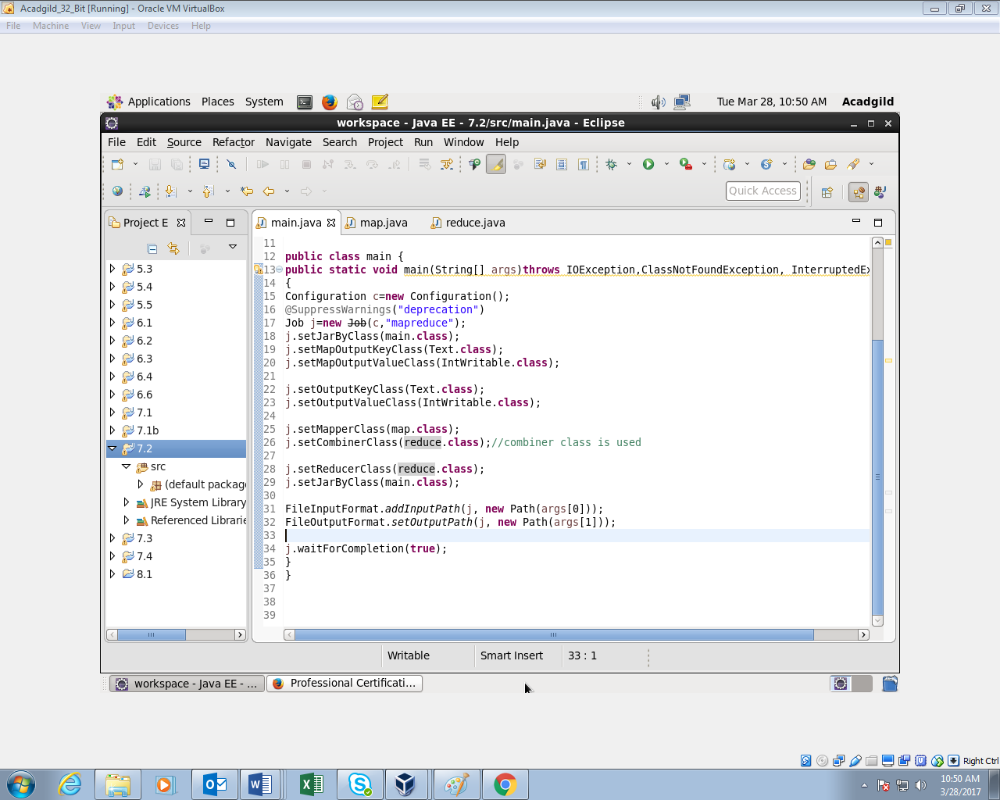 Acadgild_32_Bit [Running] - Oracle VM VirtualBox
File Machine View Input Devices Help
Applications Places System Tue Mar 28, 10:50 AM Acadgild
workspace - Java EE - 7.2/src/main.java - Eclipse
File Edit Source Refactor Navigate Search Project Run Window Help
Quick Access
Project E
main.java map.java reduce.java
5.3
5.4
5.5
6.1
6.2
6.3
6.4
6.6
7.1
7.1b
7.2
src
(default package
JRE System Library
Referenced Librarie
7.3
7.4
8.1
11
12 public class main {
13 public static void main(String[] args)throws IOException,ClassNotFoundException, InterruptedEx
14 {
15 Configuration c=new Configuration();
16 @SuppressWarnings("deprecation")
17 Job j=new Job(c,"mapreduce");
18 j.setJarByClass(main.class);
19 j.setMapOutputKeyClass(Text.class);
20 j.setMapOutputValueClass(IntWritable.class);
21
22 j.setOutputKeyClass(Text.class);
23 j.setOutputValueClass(IntWritable.class);
24
25 j.setMapperClass(map.class);
26 j.setCombinerClass(reduce.class);//combiner class is used
27
28 j.setReducerClass(reduce.class);
29 j.setJarByClass(main.class);
30
31 FileInputFormat.addInputPath(j, new Path(args[0]));
32 FileOutputFormat.setOutputPath(j, new Path(args[1]));
33
34 j.waitForCompletion(true);
35 }
36 }
37
38
39
Writable Smart Insert 33 : 1
workspace - Java EE - ... Professional Certificati...
Right Ctrl
10:50 AM
3/28/2017